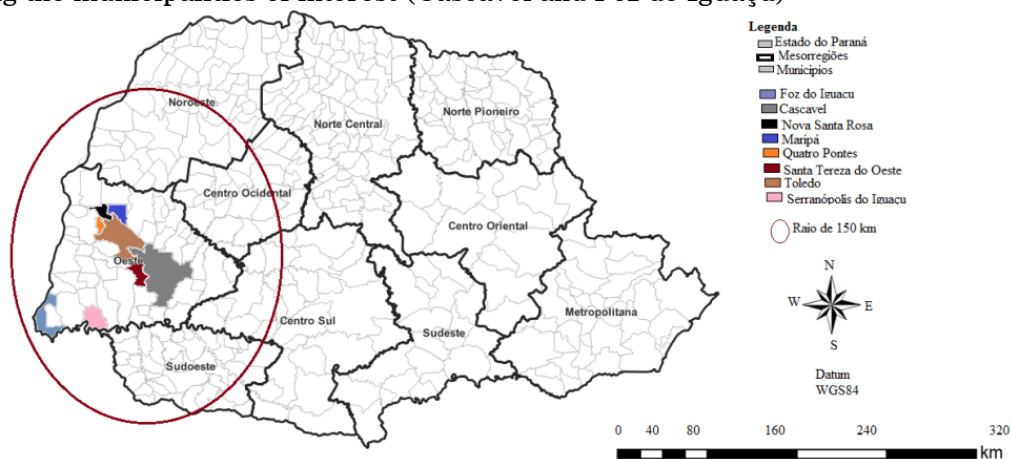 ng the municipalities of interest (Cascavel and Foz do Iguaçu)
Legenda
Estado do Paraná
Mesorregiões
Municípios
Foz do Iguacu
Cascavel
Nova Santa Rosa
Maripá
Quatro Pontes
Santa Tereza do Oeste
Toledo
Serranópolis do Iguaçu
Raio de 150 km
Noroeste
Norte Central
Norte Pioneiro
Centro Ocidental
Centro Oriental
Oeste
Centro Sul
Sudeste
Metropolitana
Sudoeste
N
W E
S
Datum
WGS84
0 40 80 160 240 320
km